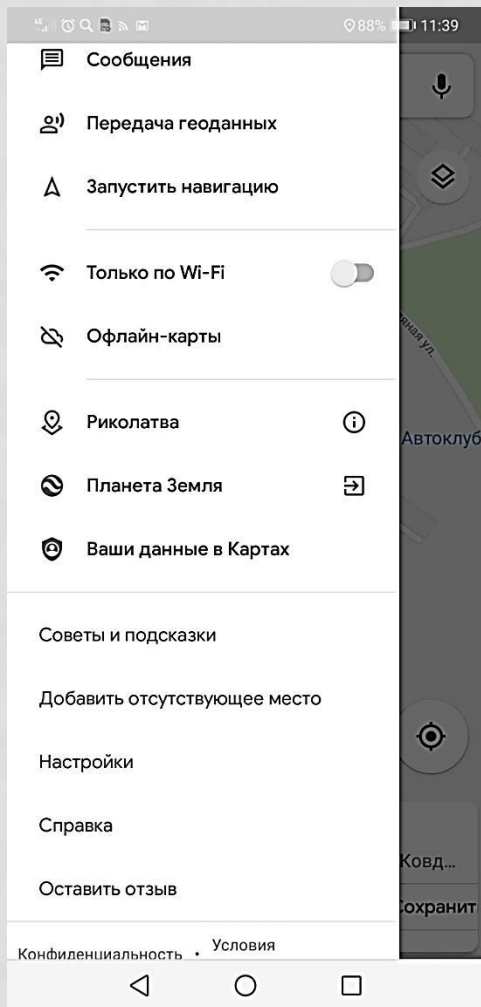 88% 11:39
Сообщения
Передача геоданных
Запустить навигацию
Только по Wi-Fi
Офлайн-карты
Риколатва
Планета Земля
Ваши данные в Картах
Советы и подсказки
Добавить отсутствующее место
Настройки
Справка
Оставить отзыв
Конфиденциальность • Условия
Автоклуб
Ковд...
Сохранит